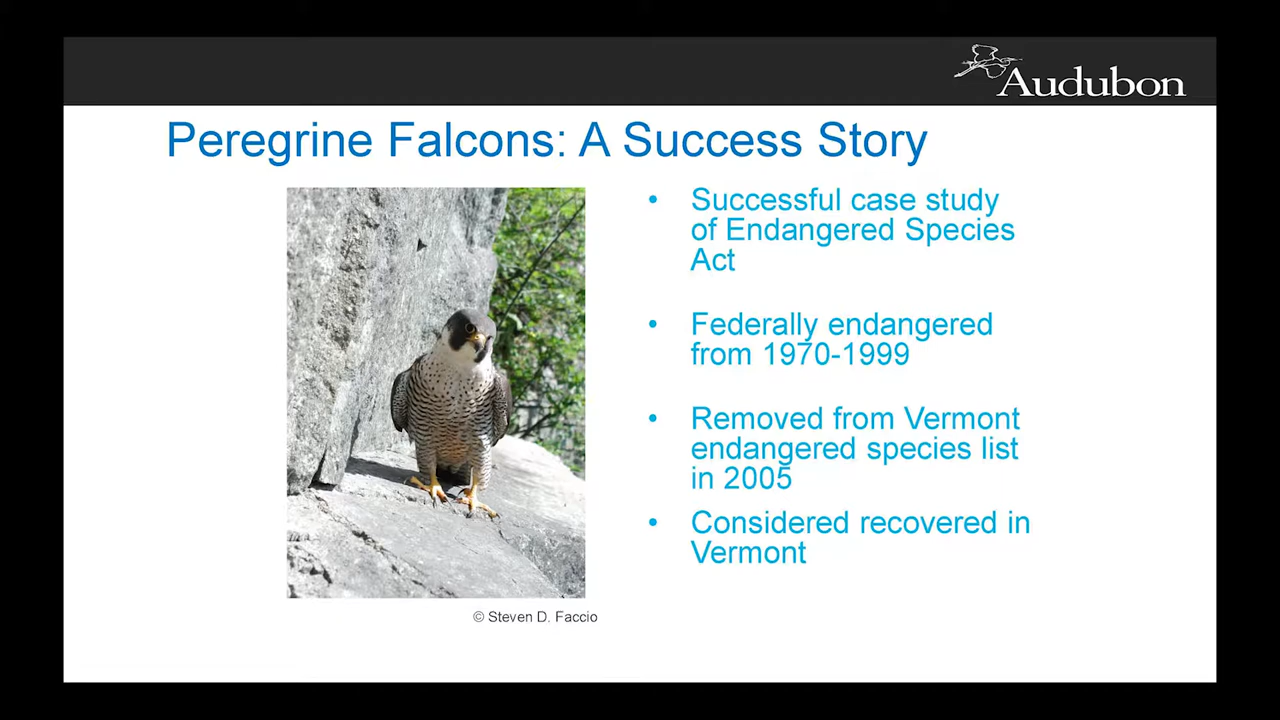 Audubon
Peregrine Falcons: A Success Story
• Successful case study
of Endangered Species
Act
• Federally endangered
from 1970-1999
• Removed from Vermont
endangered species list
in 2005
• Considered recovered in
Vermont
© Steven D. Faccio